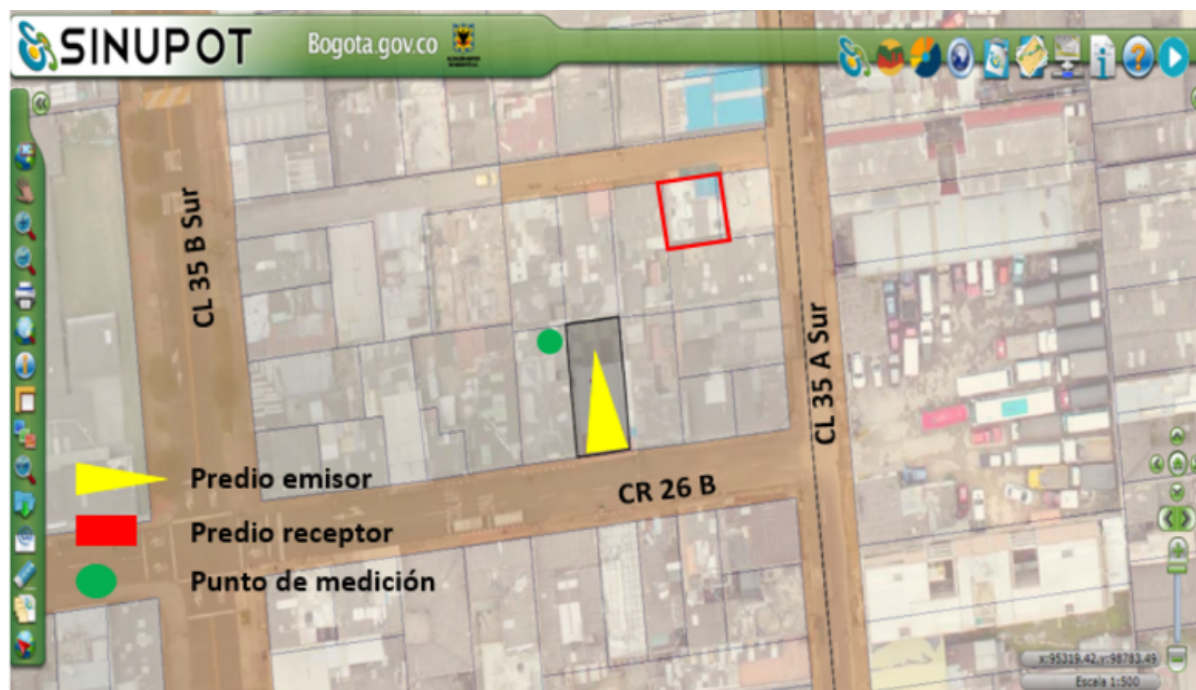 SINUPOT
Bogota.gov.co
CL 35 B Sur
CL 35 A Sur
CR 26 B
Predio emisor
Predio receptor
Punto de medición
x:95319.42,y:98783.49
Escala 1:500